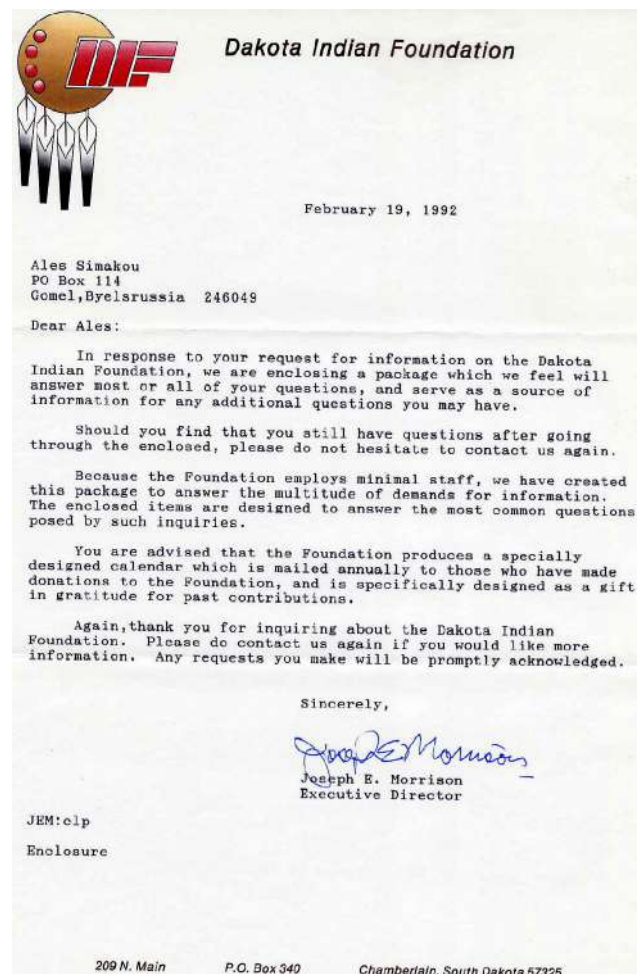 DIF
Dakota Indian Foundation
February 19, 1992
Ales Simakou
PO Box 114
Gomel,Byelsrussia 246049
Dear Ales:
In response to your request for information on the Dakota
Indian Foundation, we are enclosing a package which we feel will
answer most or all of your questions, and serve as a source of
information for any additional questions you may have.
Should you find that you still have questions after going
through the enclosed, please do not hesitate to contact us again.
Because the Foundation employs minimal staff, we have created
this package to answer the multitude of demands for information.
The enclosed items are designed to answer the most common questions
posed by such inquiries.
You are advised that the Foundation produces a specially
designed calendar which is mailed annually to those who have made
donations to the Foundation, and is specifically designed as a gift
in gratitude for past contributions.
Again,thank you for inquiring about the Dakota Indian
Foundation. Please do contact us again if you would like more
information. Any requests you make will be promptly acknowledged.
Sincerely,
Joseph E Morrison
Joseph E. Morrison
Executive Director
JEM:clp
Enclosure
209 N. Main P.O. Box 340 Chamberlain, South Dakota 57325